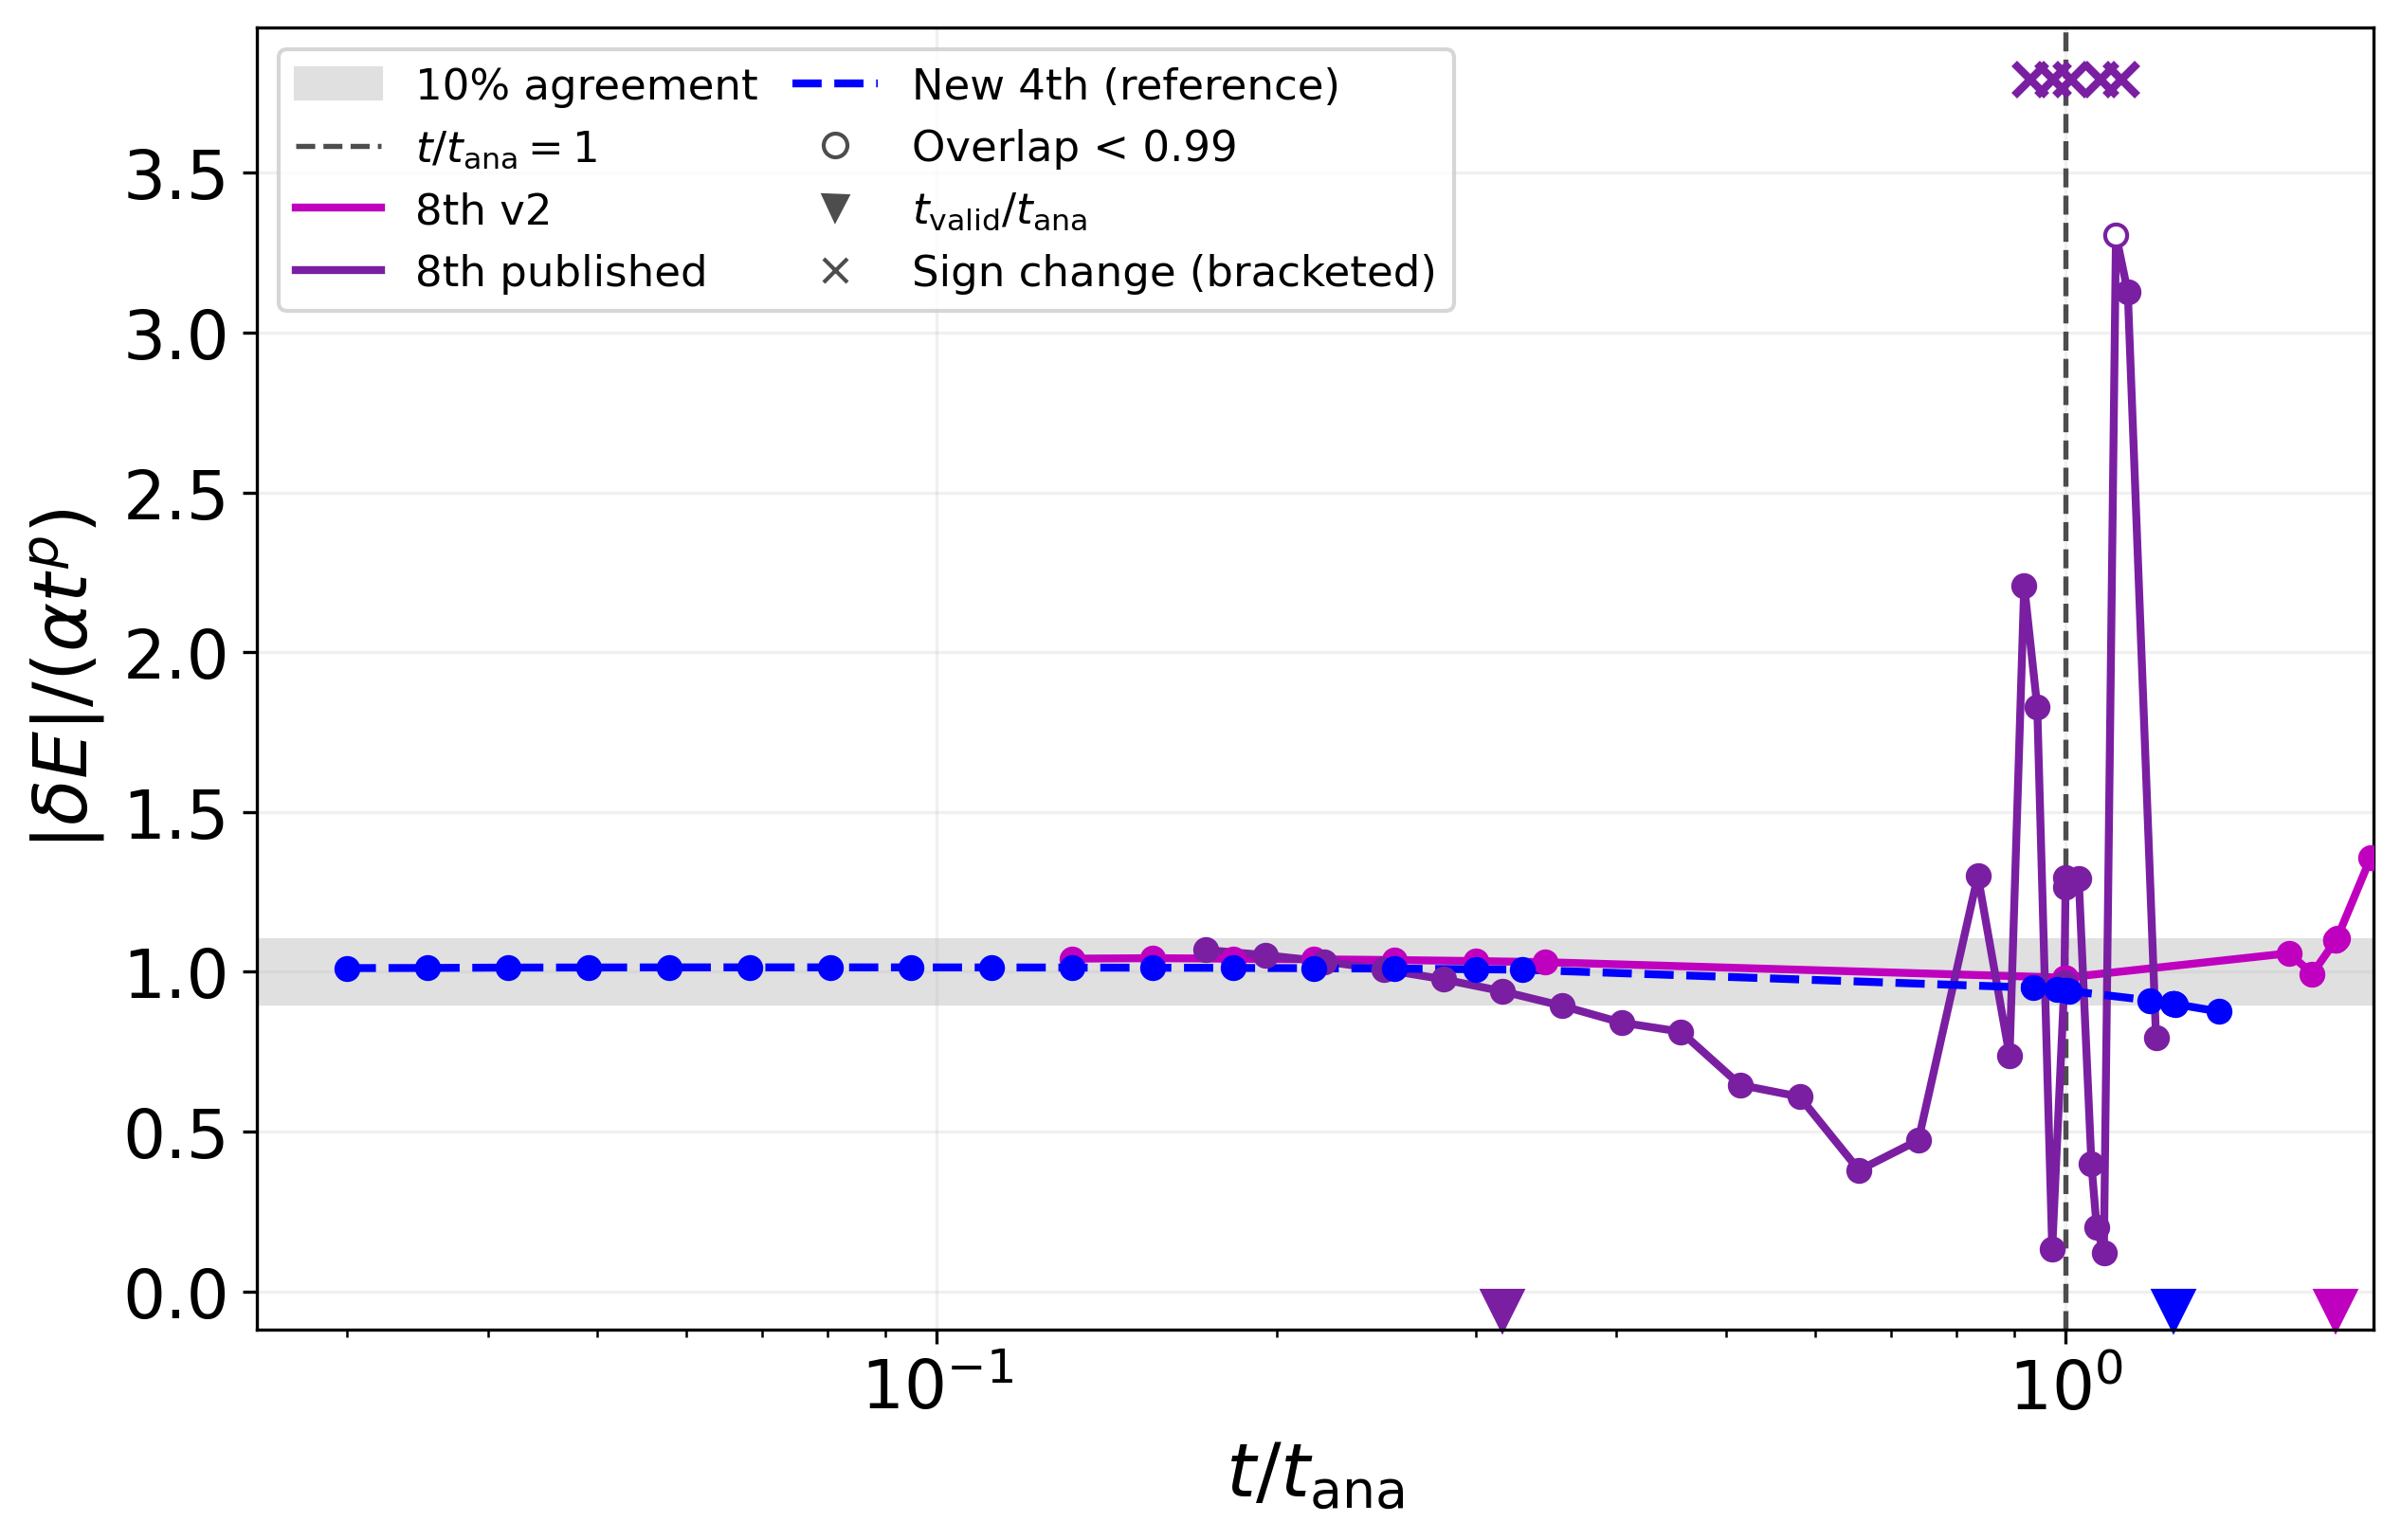 10% agreement
t/t_ana = 1
8th v2
8th published
New 4th (reference)
Overlap < 0.99
t_valid/t_ana
Sign change (bracketed)
|δE|/(αt^p)
3.5
3.0
2.5
2.0
1.5
1.0
0.5
0.0
10^−1
10^0
t/t_ana